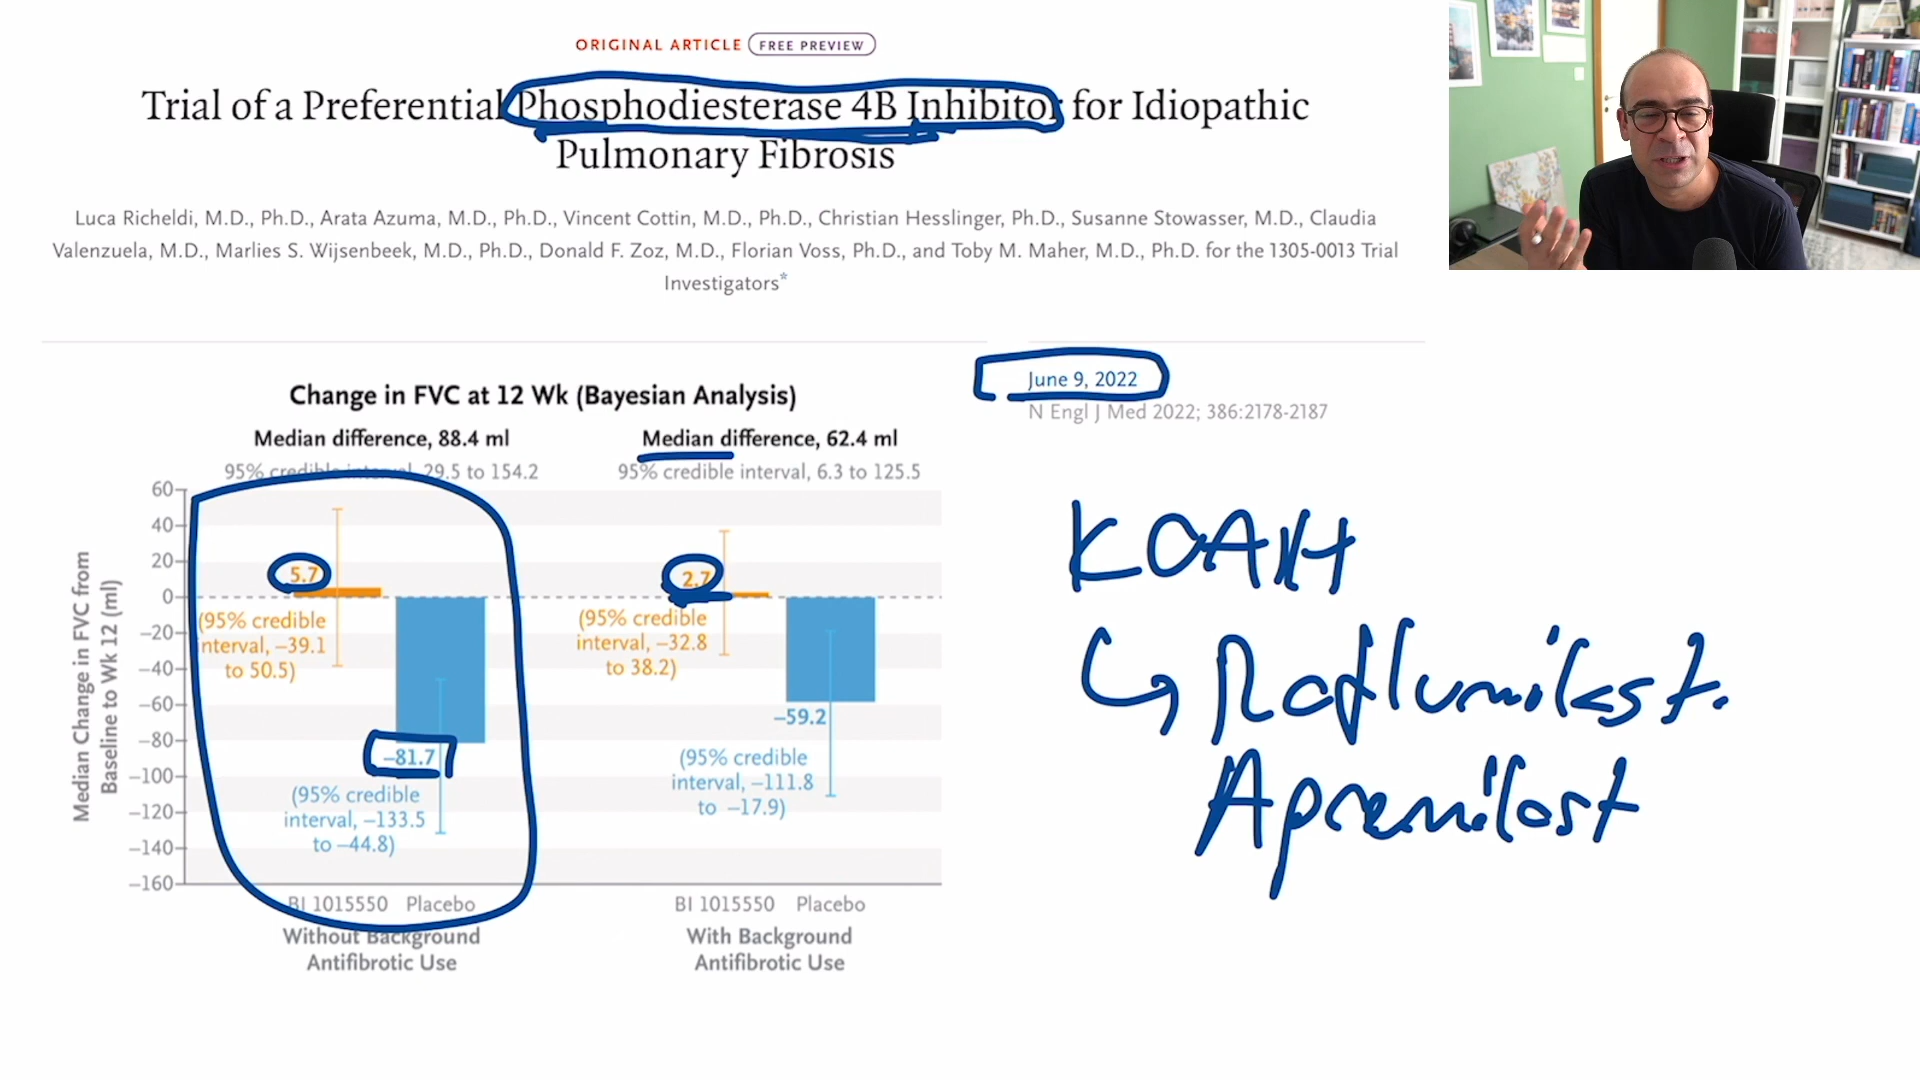 ORIGINAL ARTICLE FREE PREVIEW
Trial of a Preferential Phosphodiesterase 4B Inhibitor for Idiopathic
Pulmonary Fibrosis
Luca Richeldi, M.D., Ph.D., Arata Azuma, M.D., Ph.D., Vincent Cottin, M.D., Ph.D., Christian Hesslinger, Ph.D., Susanne Stowasser, M.D., Claudia
Valenzuela, M.D., Marlies S. Wijsenbeek, M.D., Ph.D., Donald F. Zoz, M.D., Florian Voss, Ph.D., and Toby M. Maher, M.D., Ph.D. for the 1305-0013 Trial
Investigators*
June 9, 2022
N Engl J Med 2022; 386:2178-2187
Change in FVC at 12 Wk (Bayesian Analysis)
Median difference, 88.4 ml
95% credible interval, 29.5 to 154.2
Median difference, 62.4 ml
95% credible interval, 6.3 to 125.5
Median Change in FVC from
Baseline to Wk 12 (ml)
60
40
20
0
−20
−40
−60
−80
−100
−120
−140
−160
5.7
(95% credible
interval, −39.1
to 50.5)
−81.7
(95% credible
interval, −133.5
to −44.8)
2.7
(95% credible
interval, −32.8
to 38.2)
−59.2
(95% credible
interval, −111.8
to −17.9)
BI 1015550 Placebo
Without Background
Antifibrotic Use
BI 1015550 Placebo
With Background
Antifibrotic Use
KOAH
Roflumilast.
Apremilast